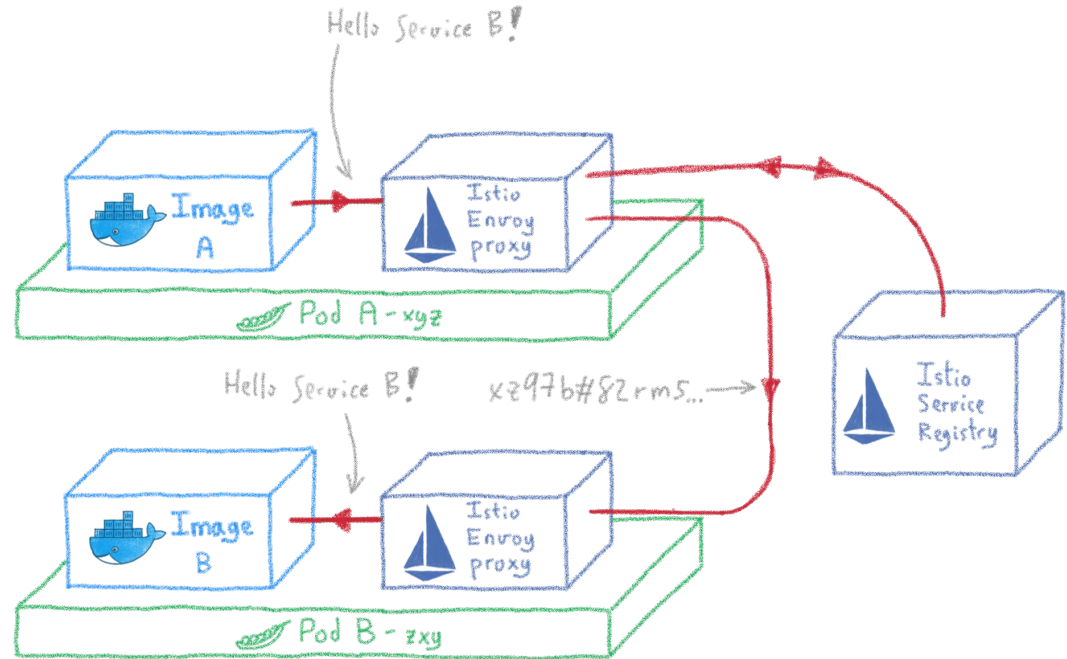 Hello Service B!
Image
A
Istio
Envoy
proxy
Pod A-xyz
Istio
Service
Registry
Hello Service B!
xz97b#82rms...
Image
B
Istio
Envoy
proxy
Pod B-zxy